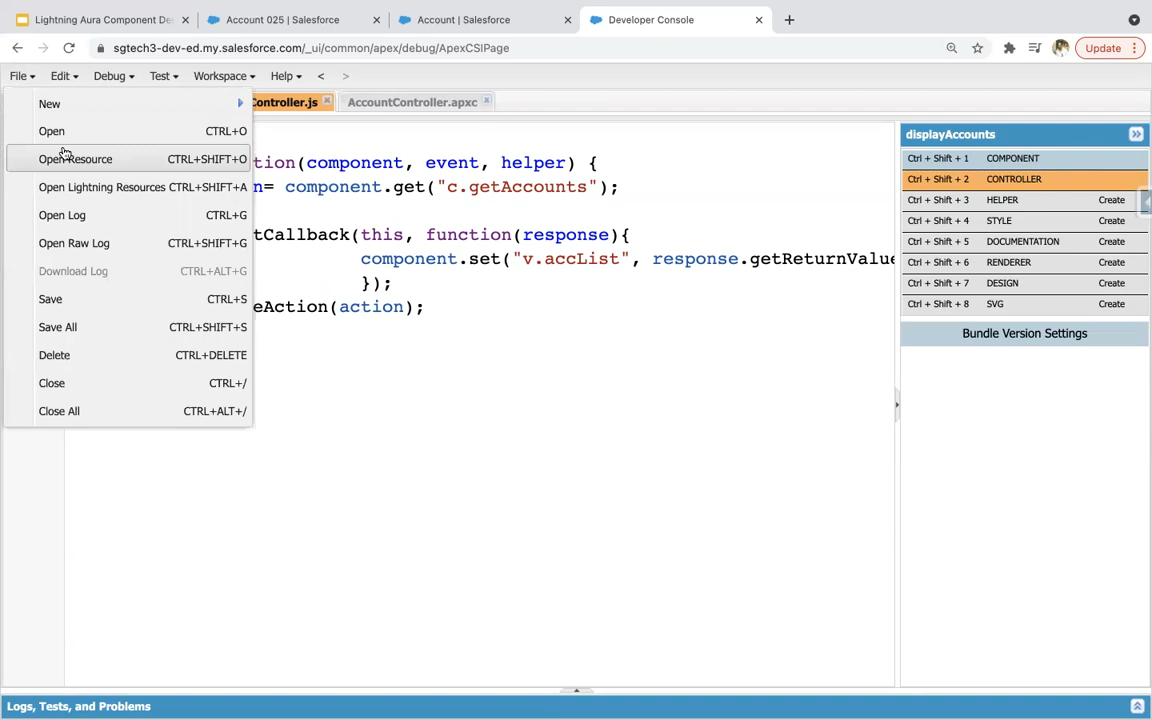 Lightning Aura Component De
Account 025 | Salesforce
Account | Salesforce
Developer Console
sgtech3-dev-ed.my.salesforce.com/_ui/common/apex/debug/ApexCSIPage
Update
File Edit Debug Test Workspace Help < >
Controller.js
AccountController.apxc
New
Open CTRL+O
Open Resource CTRL+SHIFT+O
Open Lightning Resources CTRL+SHIFT+A
Open Log CTRL+G
Open Raw Log CTRL+SHIFT+G
Download Log CTRL+ALT+G
Save CTRL+S
Save All CTRL+SHIFT+S
Delete CTRL+DELETE
Close CTRL+/
Close All CTRL+ALT+/
tion(component, event, helper) {
n= component.get("c.getAccounts");
tCallback(this, function(response){
component.set("v.accList", response.getReturnValue
});
eAction(action);
displayAccounts
Ctrl + Shift + 1 COMPONENT
Ctrl + Shift + 2 CONTROLLER
Ctrl + Shift + 3 HELPER Create
Ctrl + Shift + 4 STYLE Create
Ctrl + Shift + 5 DOCUMENTATION Create
Ctrl + Shift + 6 RENDERER Create
Ctrl + Shift + 7 DESIGN Create
Ctrl + Shift + 8 SVG Create
Bundle Version Settings
Logs, Tests, and Problems